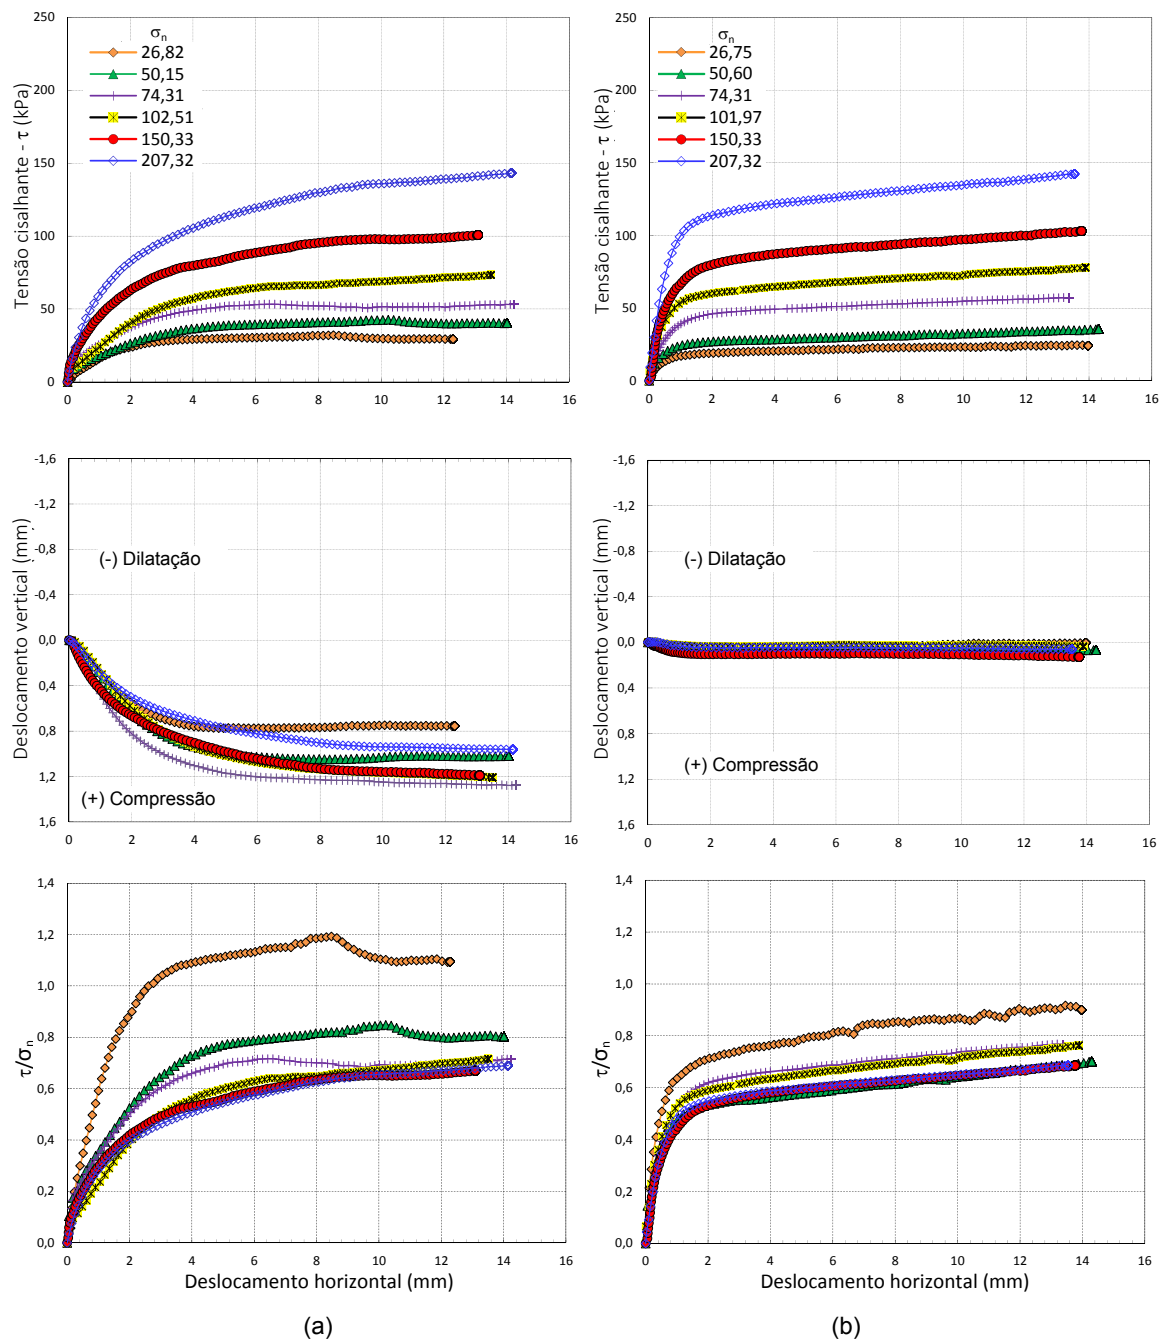 σn
26,82
50,15
74,31
102,51
150,33
207,32
Tensão cisalhante - τ (kPa)
250
200
150
100
50
0
0 2 4 6 8 10 12 14 16
σn
26,75
50,60
74,31
101,97
150,33
207,32
Tensão cisalhante - τ (kPa)
250
200
150
100
50
0
0 2 4 6 8 10 12 14 16
Deslocamento vertical (mm)
-1,6
-1,2
-0,8
-0,4
0,0
0,4
0,8
1,2
1,6
(-) Dilatação
(+) Compressão
0 2 4 6 8 10 12 14 16
Deslocamento vertical (mm)
-1,6
-1,2
-0,8
-0,4
0,0
0,4
0,8
1,2
1,6
(-) Dilatação
(+) Compressão
0 2 4 6 8 10 12 14 16
τ/σn
1,4
1,2
1,0
0,8
0,6
0,4
0,2
0,0
0 2 4 6 8 10 12 14 16
Deslocamento horizontal (mm)
(a)
τ/σn
1,4
1,2
1,0
0,8
0,6
0,4
0,2
0,0
0 2 4 6 8 10 12 14 16
Deslocamento horizontal (mm)
(b)